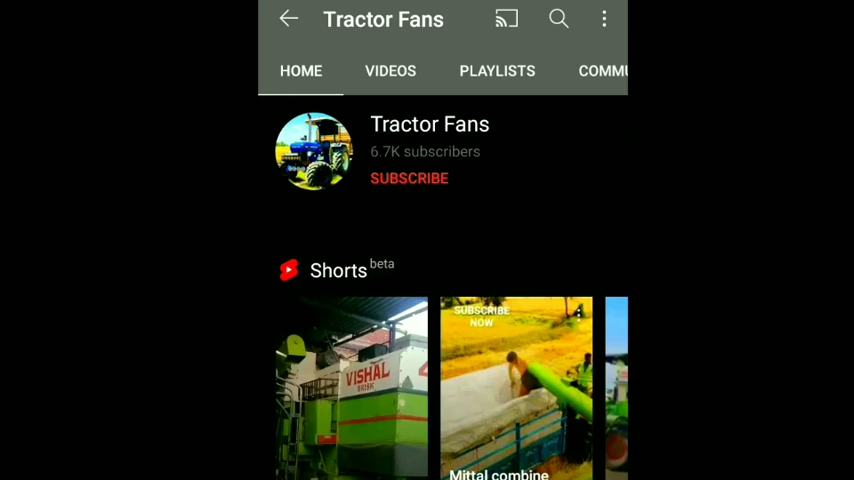 Tractor Fans
HOME VIDEOS PLAYLISTS COMMU
Tractor Fans
6.7K subscribers
SUBSCRIBE
Shorts beta
VISHAL
SUBSCRIBE
NOW
Mittal combine